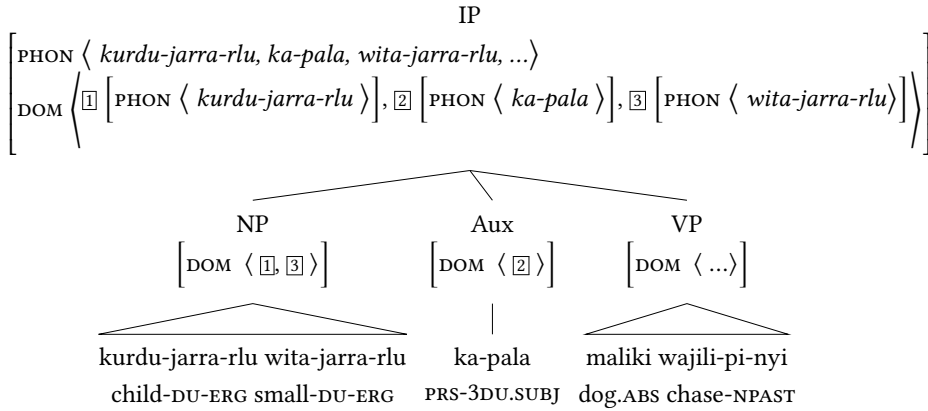 IP
PHON ⟨ kurdu-jarra-rlu, ka-pala, wita-jarra-rlu, …⟩
DOM ⟨ 1 [PHON ⟨ kurdu-jarra-rlu ⟩], 2 [PHON ⟨ ka-pala ⟩], 3 [PHON ⟨ wita-jarra-rlu⟩] ⟩
NP Aux VP
[DOM ⟨ 1, 3 ⟩] [DOM ⟨ 2 ⟩] [DOM ⟨ …⟩]
kurdu-jarra-rlu wita-jarra-rlu ka-pala maliki wajili-pi-nyi
child-DU-ERG small-DU-ERG PRS-3DU.SUBJ dog.ABS chase-NPAST